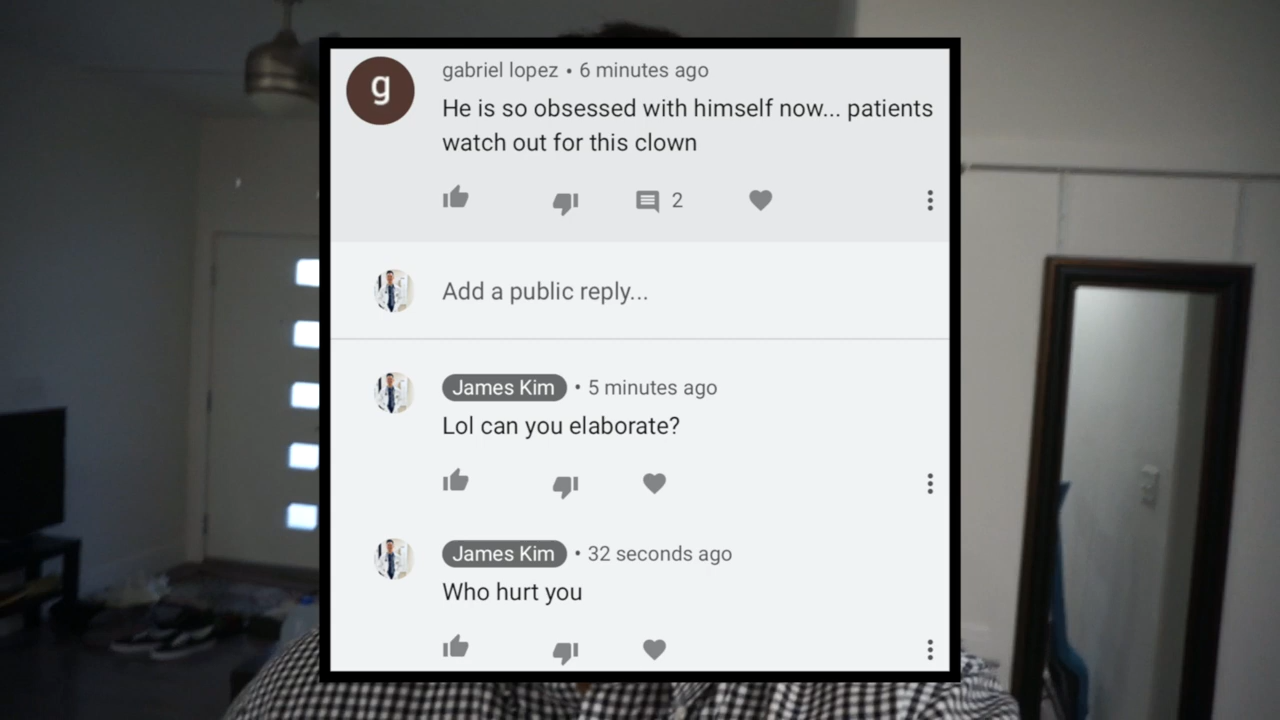 g
gabriel lopez • 6 minutes ago
He is so obsessed with himself now... patients
watch out for this clown
2
Add a public reply...
James Kim • 5 minutes ago
Lol can you elaborate?
James Kim • 32 seconds ago
Who hurt you